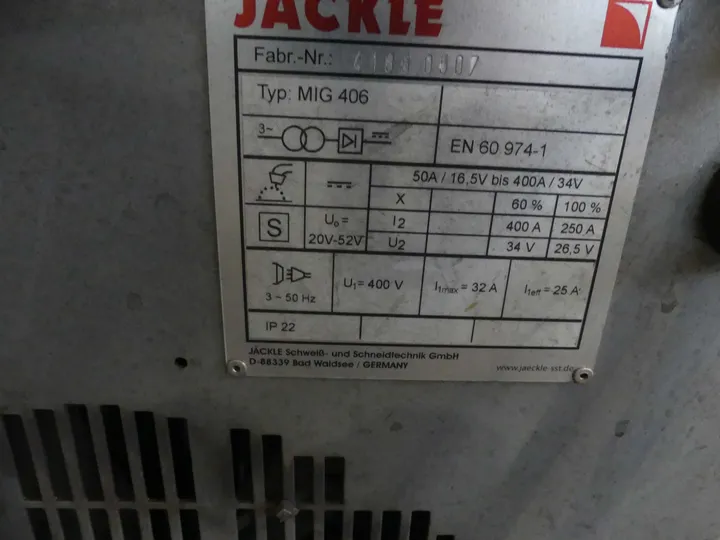 JÄCKLE
Fabr.-Nr.:
Typ: MIG 406
3~
EN 60 974-1
50A / 16,5V bis 400A / 34V
X 60 % 100 %
S
U₀= 20V-52V
I2 400 A 250 A
U2 34 V 26,5 V
3 ~ 50 Hz
U₁= 400 V
I1max = 32 A
I1eff = 25 A
IP 22
JÄCKLE Schweiß- und Schneidtechnik GmbH
D-88339 Bad Waldsee / GERMANY
www.jaeckle-sst.de